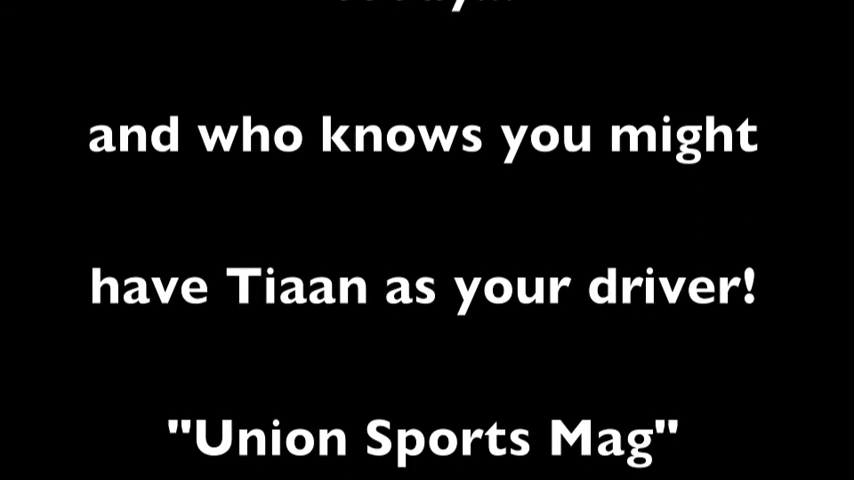 and who knows you might
have Tiaan as your driver!
"Union Sports Mag"